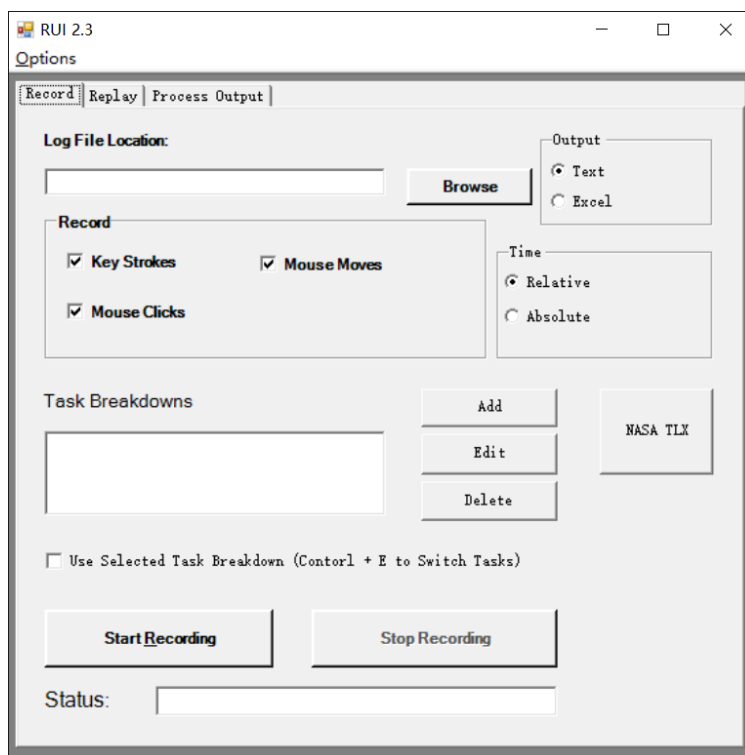 RUI 2.3
Options
Record Replay Process Output
Log File Location:
Browse
Output
Text
Excel
Record
Key Strokes
Mouse Moves
Mouse Clicks
Time
Relative
Absolute
Task Breakdowns
Add
Edit
Delete
NASA TLX
Use Selected Task Breakdown (Contorl + E to Switch Tasks)
Start Recording
Stop Recording
Status: